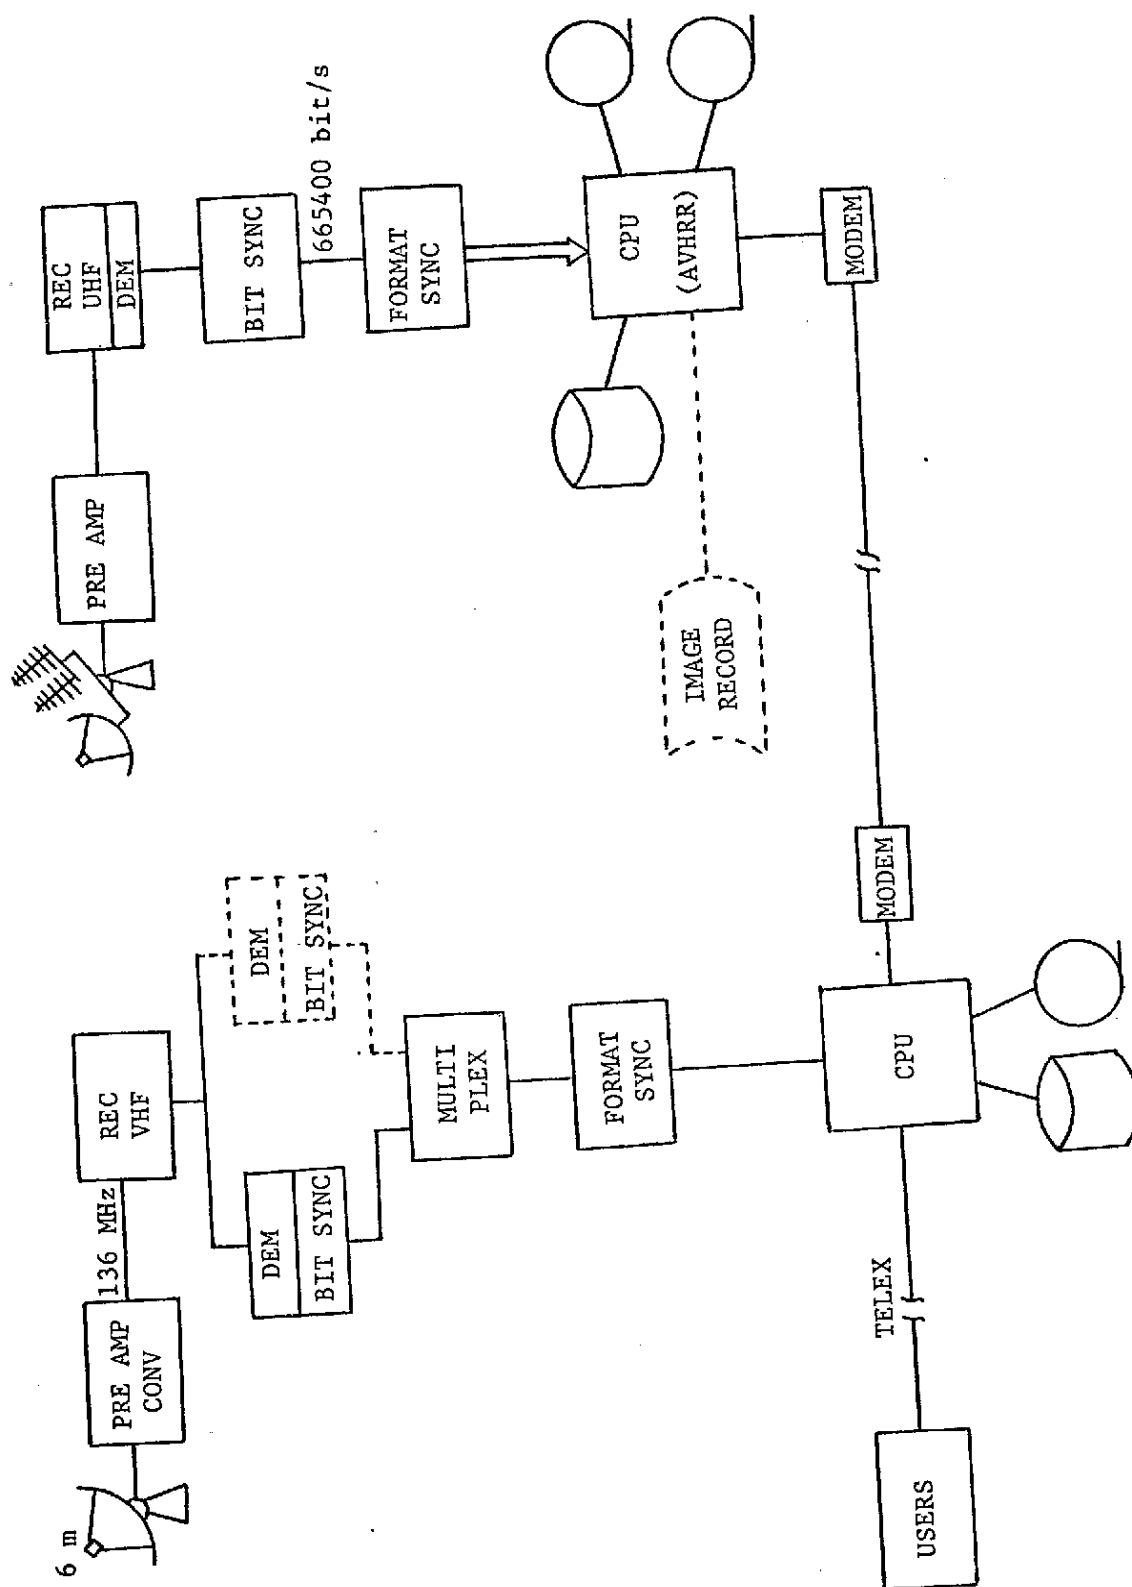 6 m
PRE AMP
CONV
136 MHz
REC
VHF
DEM
BIT SYNC
DEM
BIT SYNC
MULTI
PLEX
FORMAT
SYNC
CPU
TELEX
USERS
MODEM
PRE AMP
REC
UHF
DEM
BIT SYNC
665400 bit/s
FORMAT
SYNC
CPU
(AVHRR)
IMAGE
RECORD
MODEM